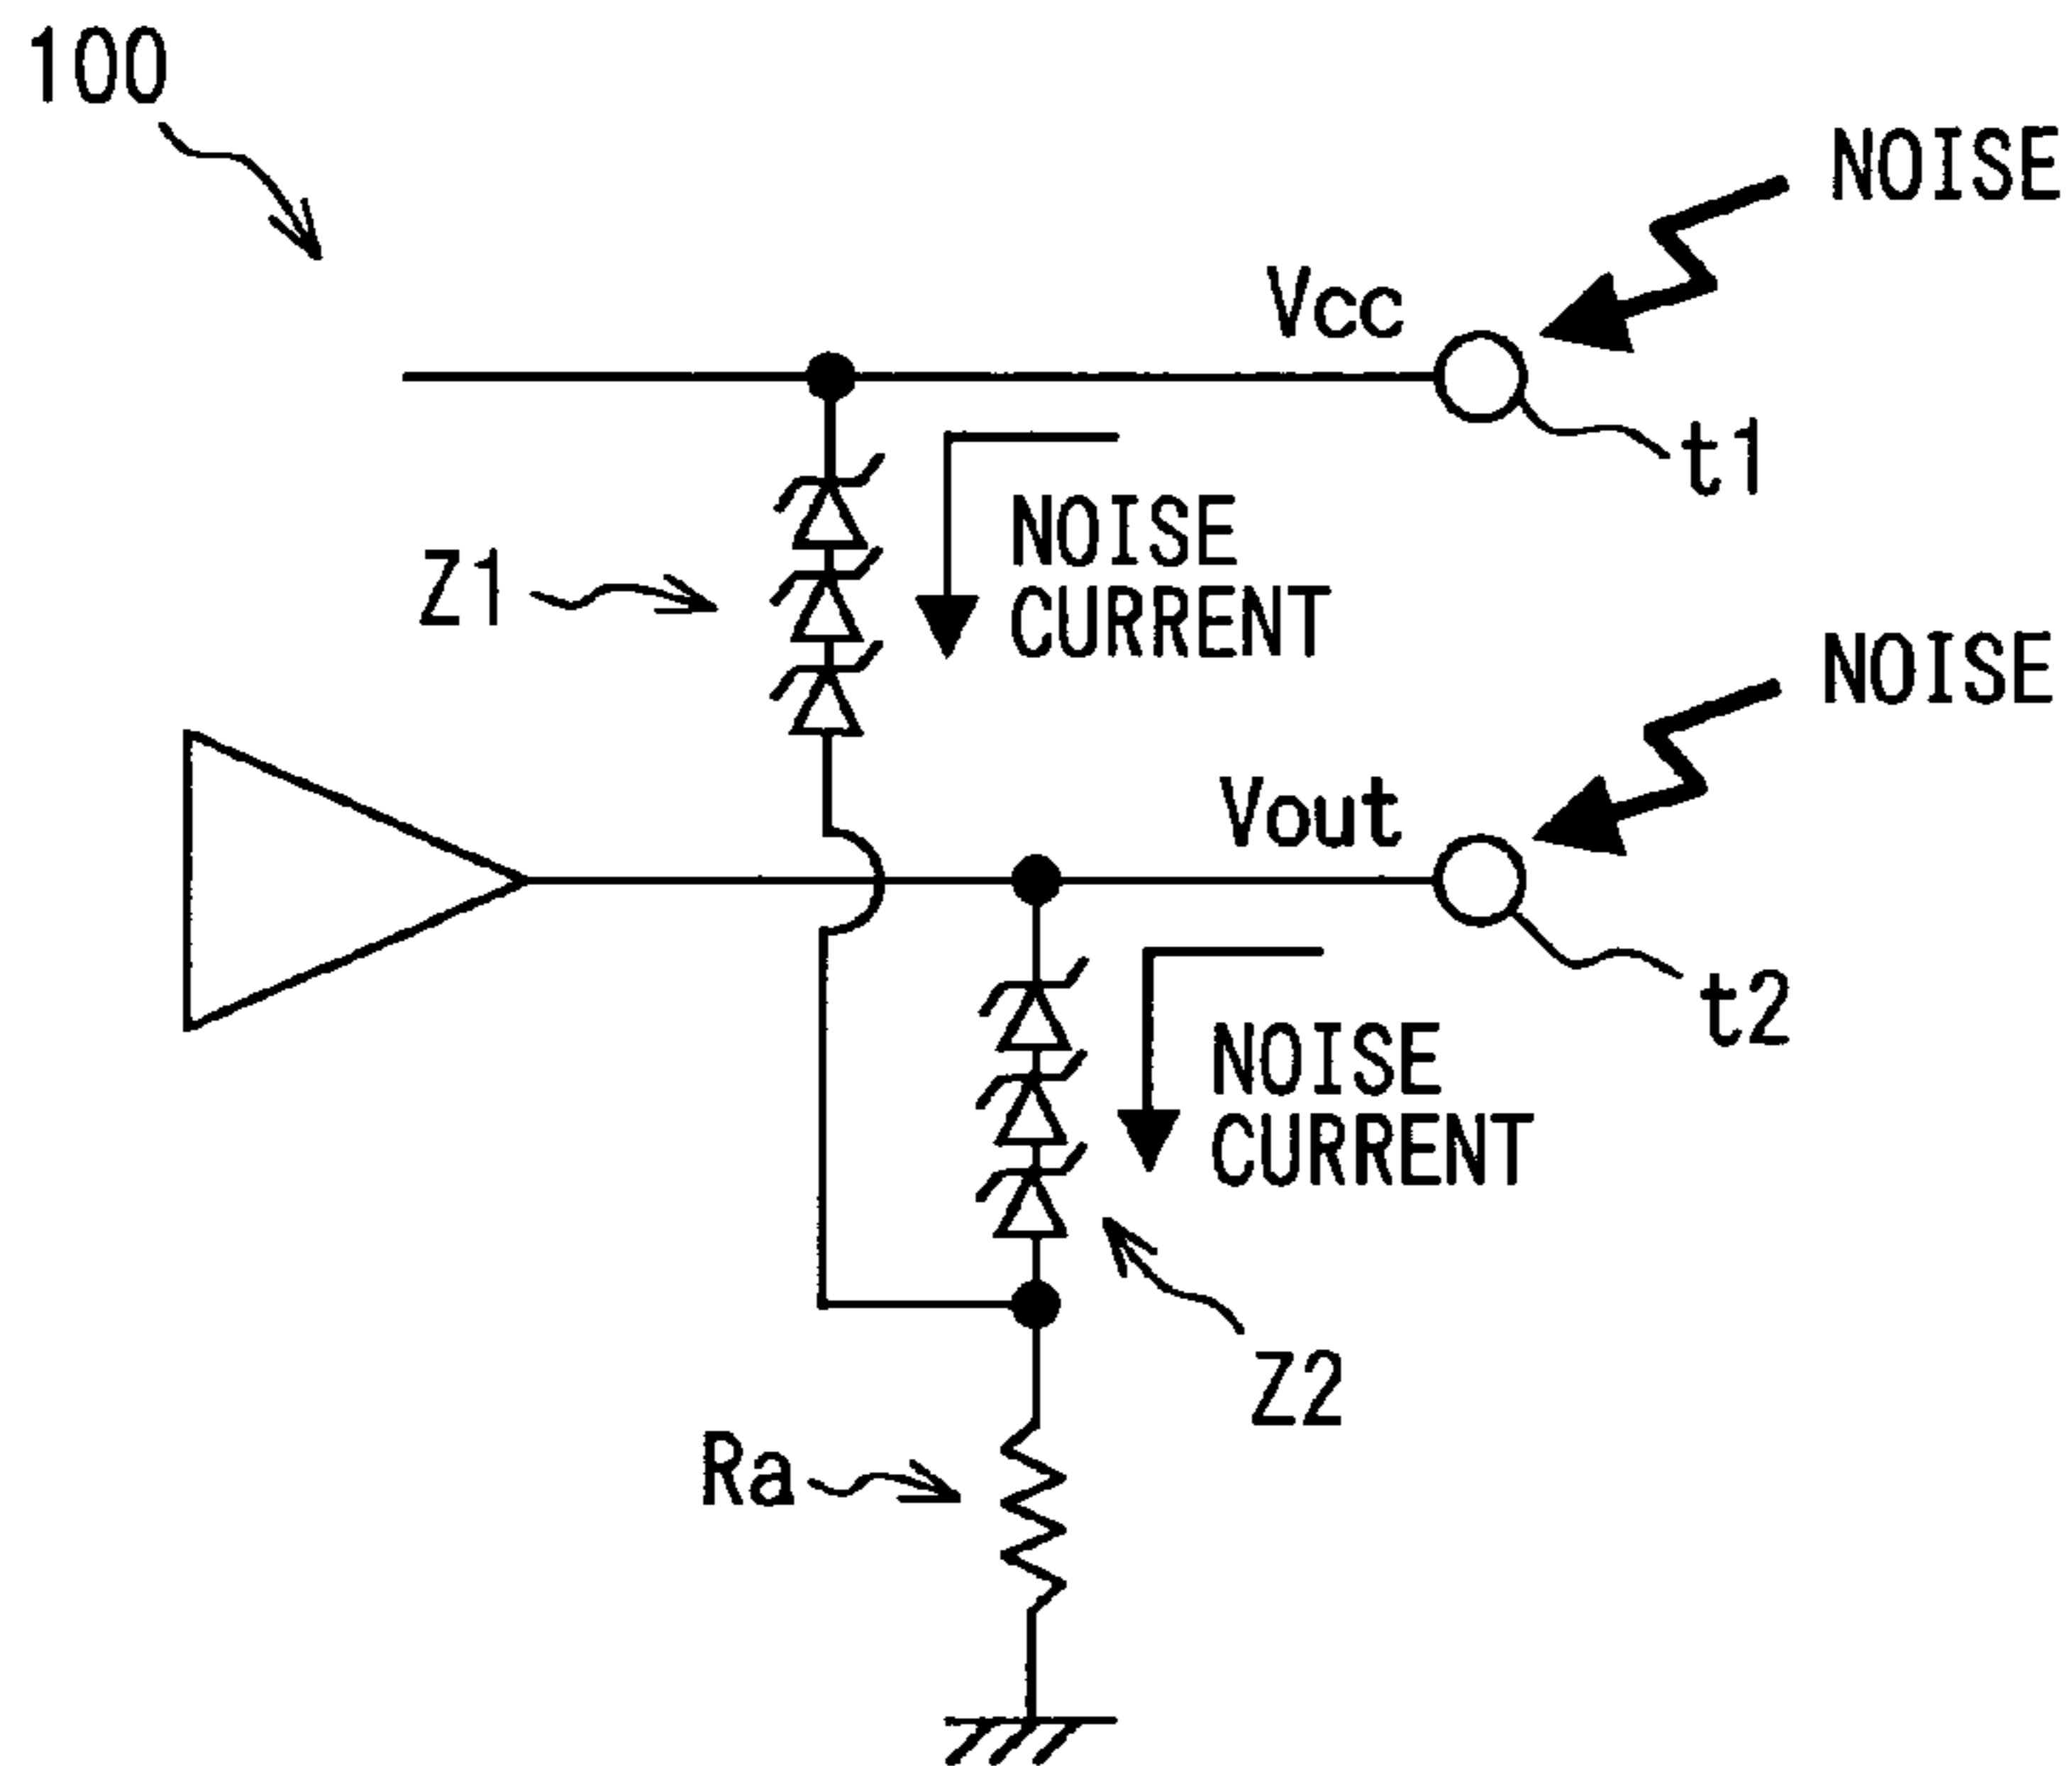 100
NOISE
Vcc
t1
NOISE
CURRENT
Z1
NOISE
Vout
t2
NOISE
CURRENT
Z2
Ra